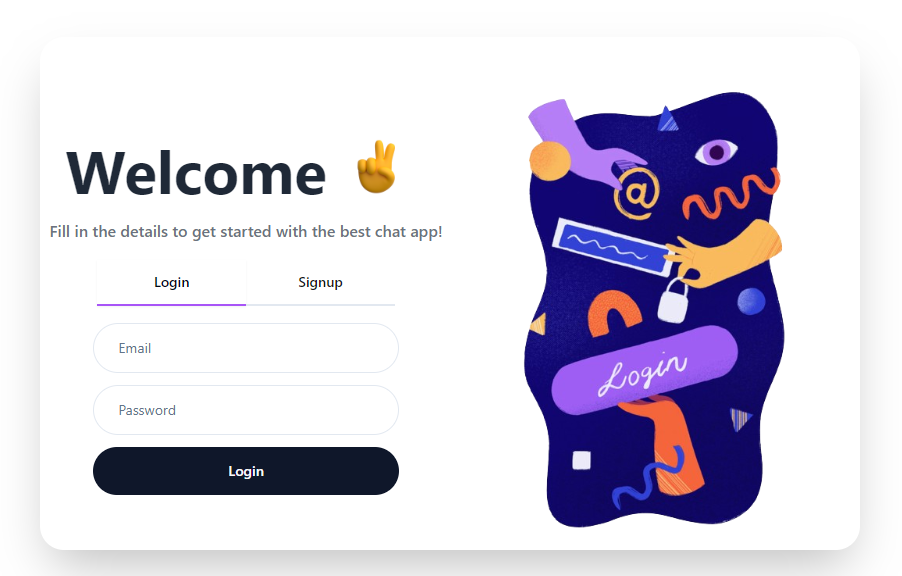 Welcome ✌️
Fill in the details to get started with the best chat app!
Login Signup
Email
Password
Login
@
Login